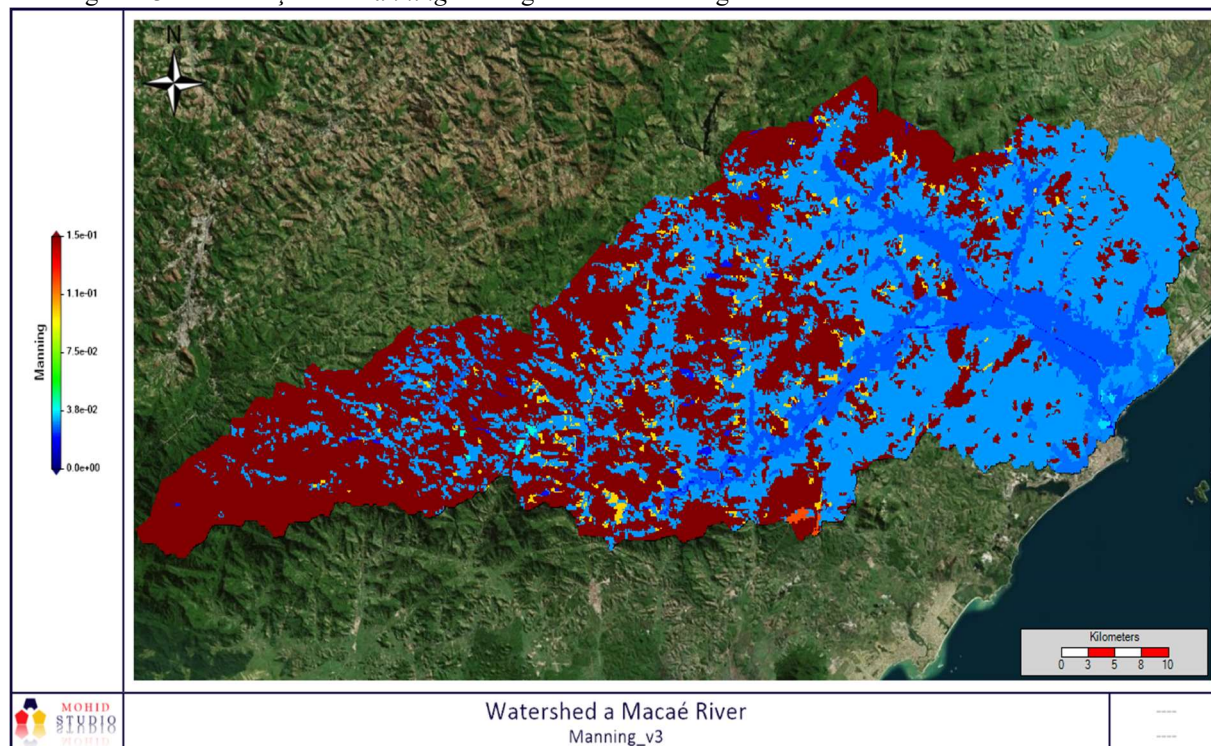 N
1.5e-01
1.1e-01
7.5e-02
3.8e-02
0.0e+00
Manning
Kilometers
0 3 5 8 10
MOHID
STUDIO
Watershed a Macaé River
Manning_v3
----
----